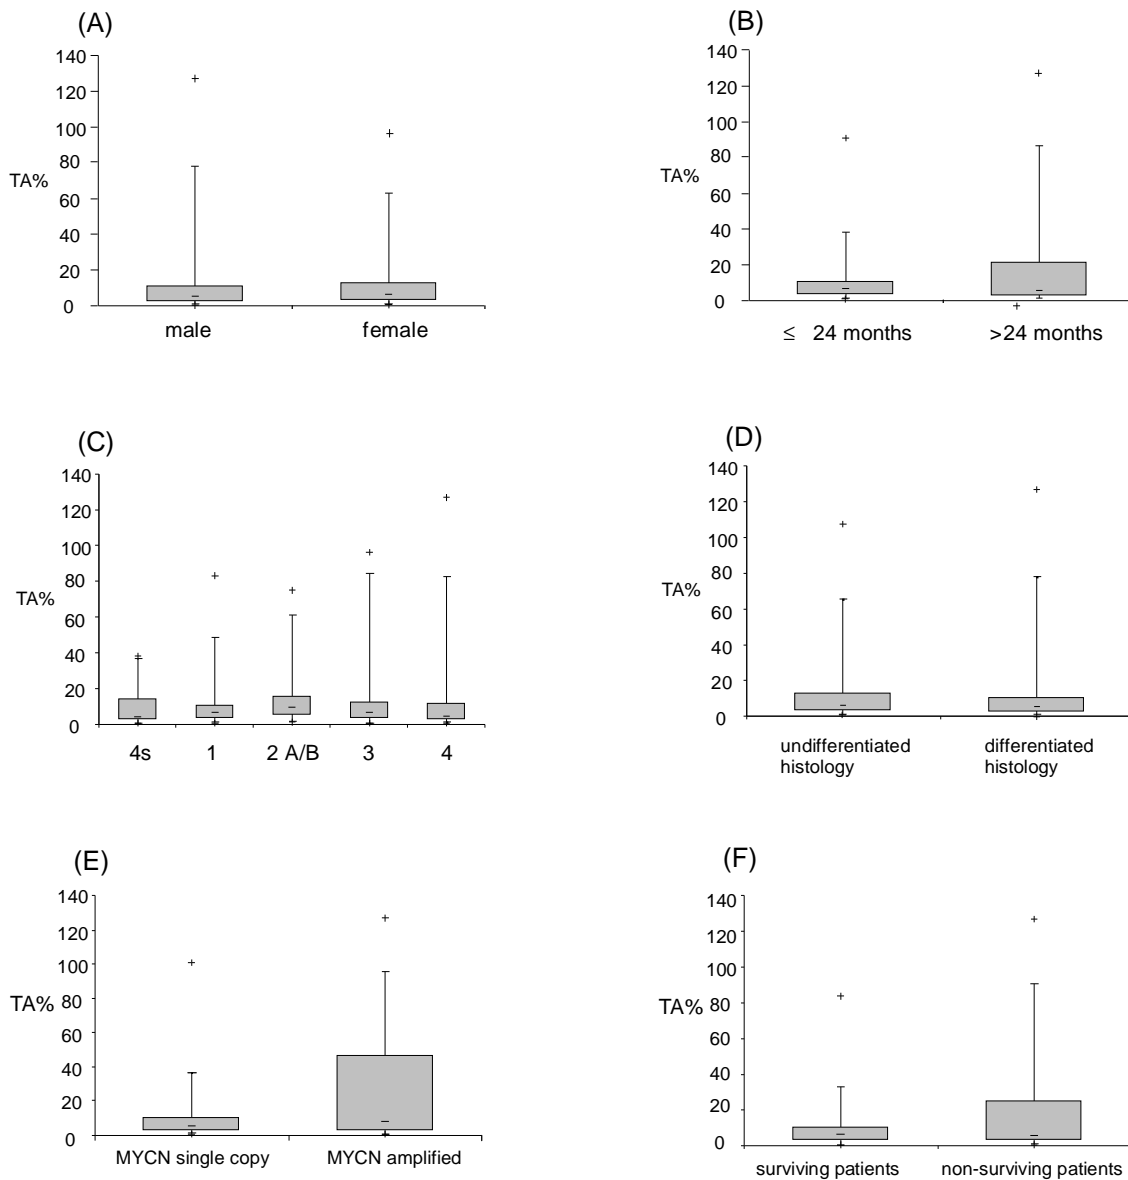 (A)
140
120
100
80
TA%
60
40
20
0
male female
(B)
140
120
100
80
TA%
60
40
20
0
≤ 24 months >24 months
(C)
140
120
100
80
TA%
60
40
20
0
4s 1 2 A/B 3 4
(D)
140
120
100
80
TA%
60
40
20
0
undifferentiated
histology
differentiated
histology
(E)
140
120
100
80
TA%
60
40
20
0
MYCN single copy MYCN amplified
(F)
140
120
100
80
TA%
60
40
20
0
surviving patients non-surviving patients